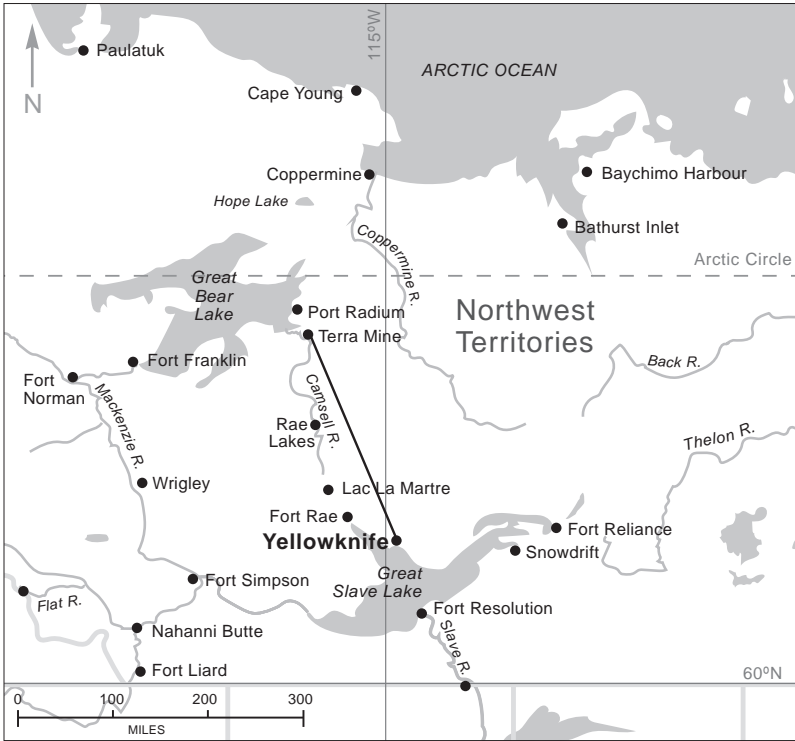 115ºW
Paulatuk
ARCTIC OCEAN
N
Cape Young
Coppermine
Baychimo Harbour
Hope Lake
Bathurst Inlet
Coppermine R.
Arctic Circle
Great
Bear
Lake
Port Radium
Northwest
Territories
Terra Mine
Fort Franklin
Back R.
Fort
Norman
Mackenzie R.
Camsell R.
Rae
Lakes
Thelon R.
Wrigley
Lac La Martre
Fort Rae
Fort Reliance
Yellowknife
Snowdrift
Great
Slave Lake
Fort Simpson
Flat R.
Fort Resolution
Nahanni Butte
Slave R.
Fort Liard
60ºN
0 100 200 300
MILES